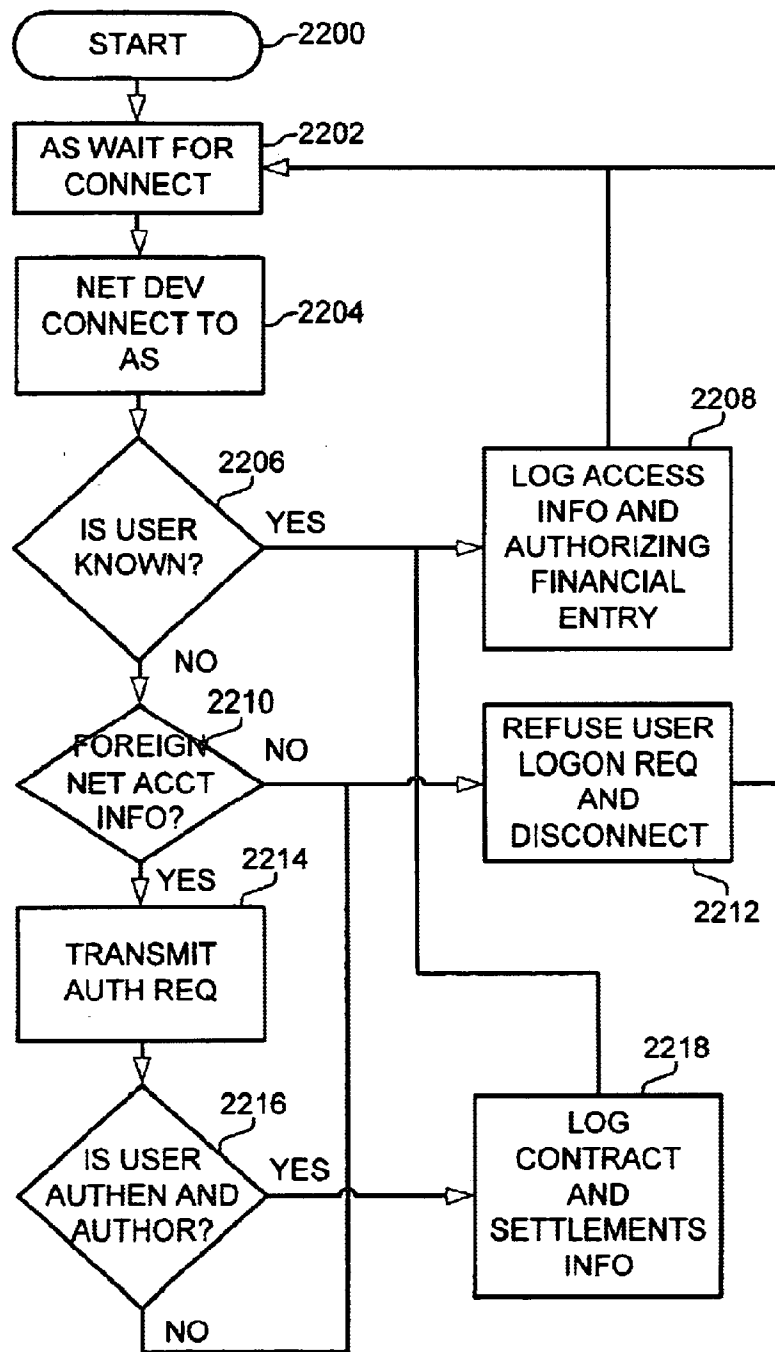 START
2200
AS WAIT FOR
CONNECT
2202
NET DEV
CONNECT TO
AS
2204
IS USER
KNOWN?
2206
YES
NO
LOG ACCESS
INFO AND
AUTHORIZING
FINANCIAL
ENTRY
2208
FOREIGN
NET ACCT
INFO?
2210
NO
YES
REFUSE USER
LOGON REQ
AND
DISCONNECT
2212
TRANSMIT
AUTH REQ
2214
IS USER
AUTHEN AND
AUTHOR?
2216
YES
NO
LOG
CONTRACT
AND
SETTLEMENTS
INFO
2218